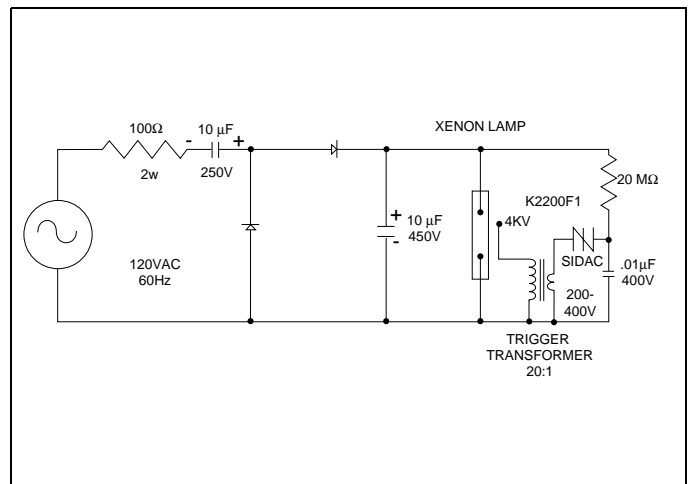 100Ω
10 µF
250V
2w
120VAC
60Hz
10 µF
450V
XENON LAMP
4KV
K2200F1
SIDAC
20 MΩ
.01µF
400V
200-
400V
TRIGGER
TRANSFORMER
20:1